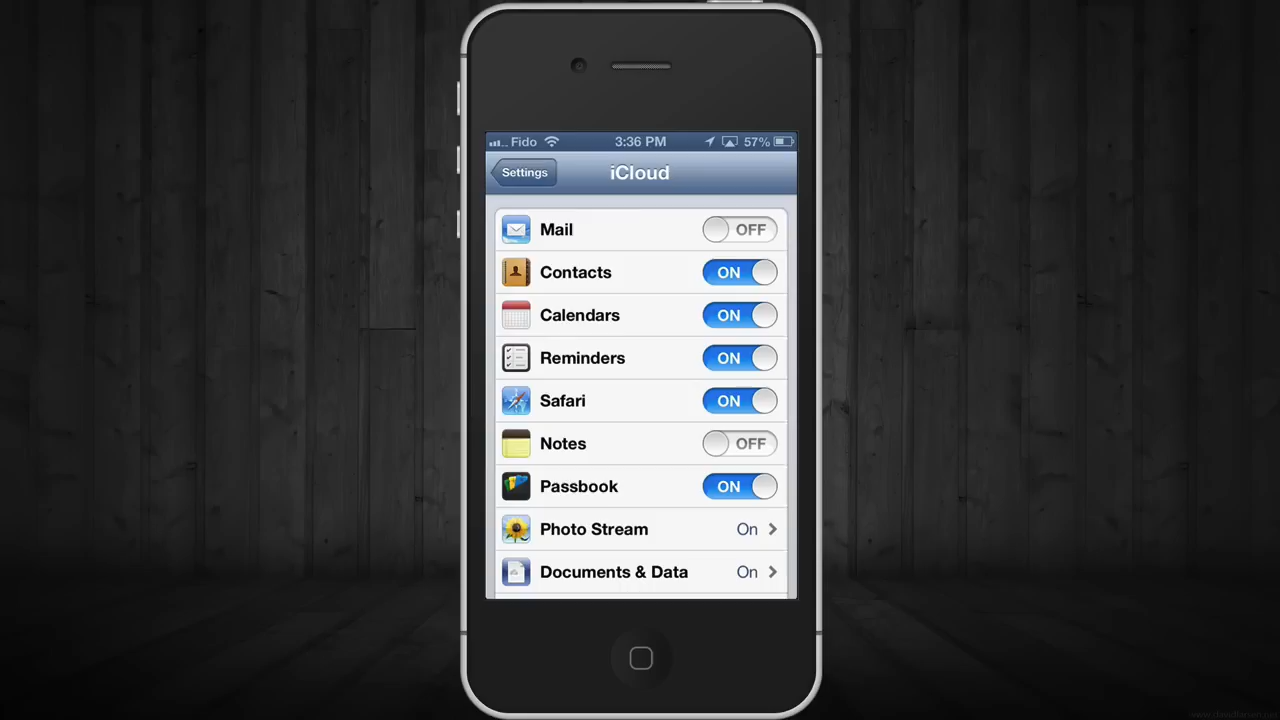 Fido 3:36 PM 57%
Settings iCloud
Mail OFF
Contacts ON
Calendars ON
Reminders ON
Safari ON
Notes OFF
Passbook ON
Photo Stream On
Documents & Data On